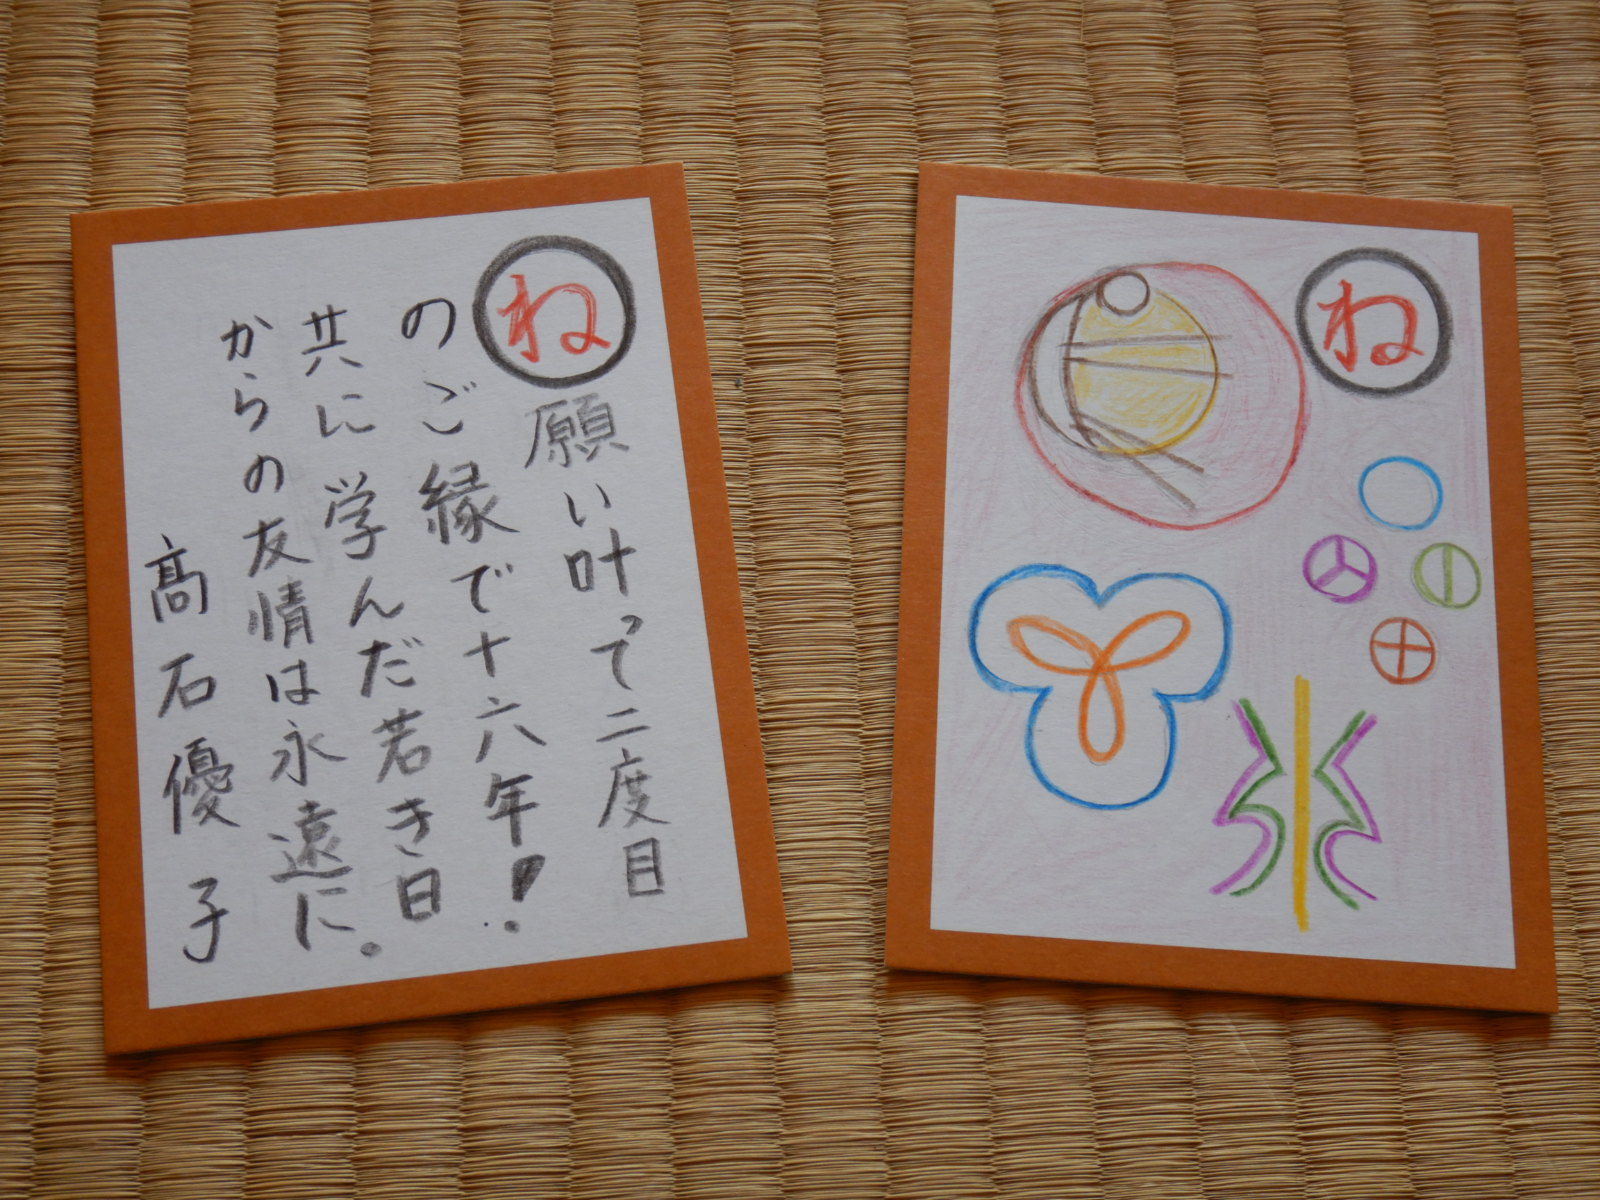 ね
願い叶って二度目
のご縁で十六年!
共に学んだ若き日
からの友情は永遠に。
髙石優子
ね